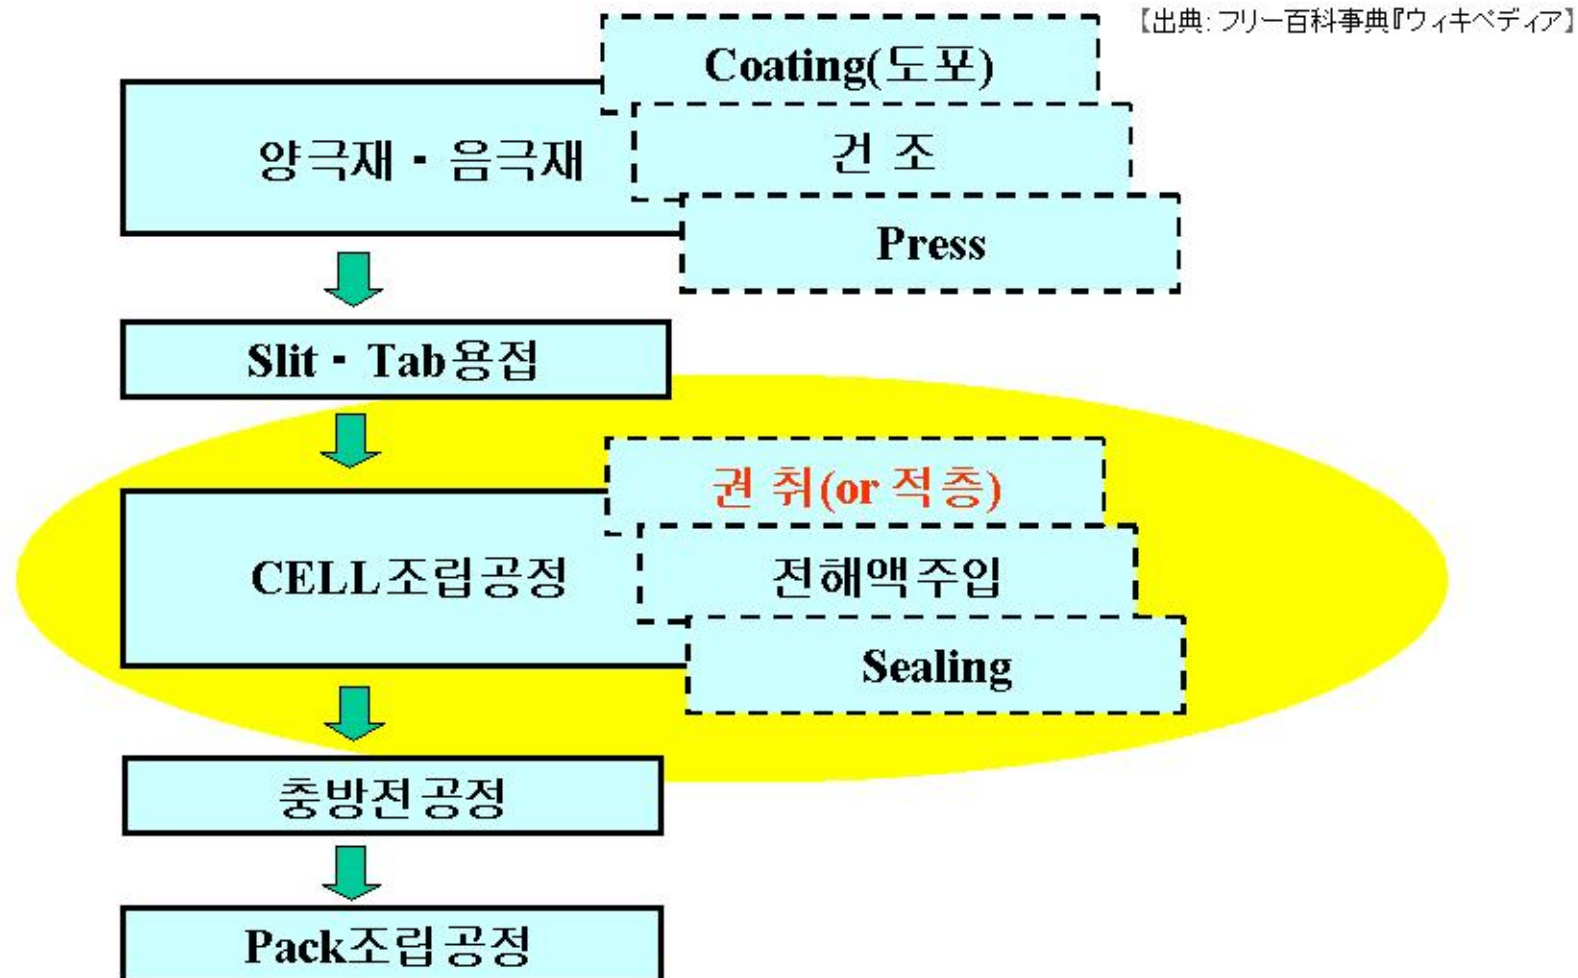 【出典: フリー百科事典『ウィキペディア】
Coating(도포)
양극재 - 음극재
건 조
Press
Slit - Tab용접
권 취(or 적층)
CELL조립공정
전해액주입
Sealing
충방전공정
Pack조립공정